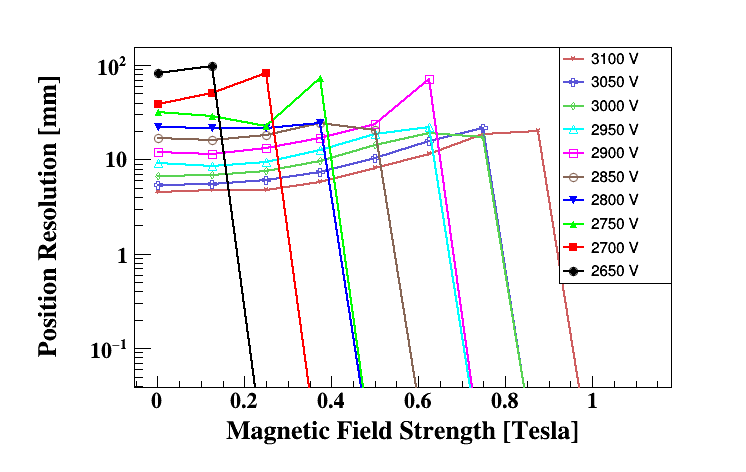 Position Resolution [mm]
10²
10
1
10⁻¹
0
0.2
0.4
0.6
0.8
1
Magnetic Field Strength [Tesla]
3100 V
3050 V
3000 V
2950 V
2900 V
2850 V
2800 V
2750 V
2700 V
2650 V